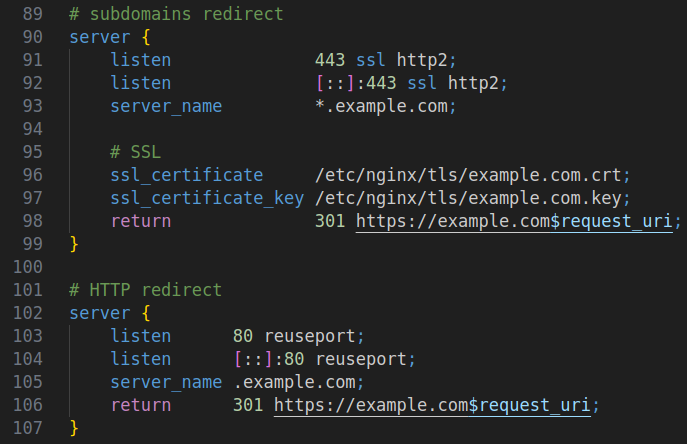 89 # subdomains redirect
90 server {
91     listen              443 ssl http2;
92     listen              [::]:443 ssl http2;
93     server_name         *.example.com;
94
95     # SSL
96     ssl_certificate     /etc/nginx/tls/example.com.crt;
97     ssl_certificate_key /etc/nginx/tls/example.com.key;
98     return              301 https://example.com$request_uri;
99 }
100
101 # HTTP redirect
102 server {
103     listen      80 reuseport;
104     listen      [::]:80 reuseport;
105     server_name .example.com;
106     return      301 https://example.com$request_uri;
107 }